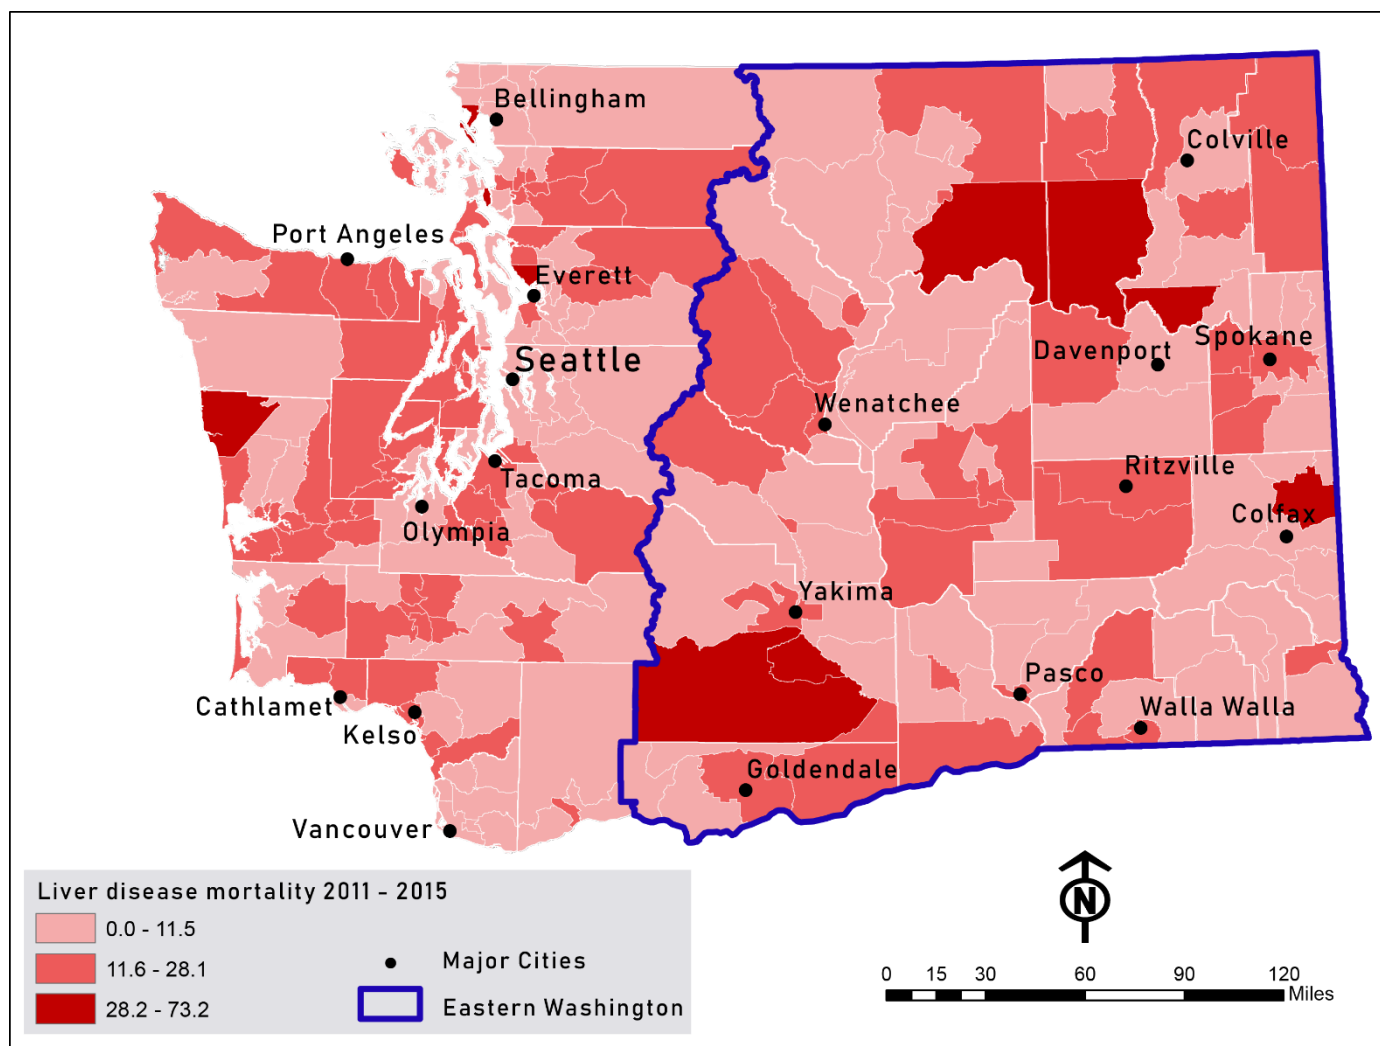 Bellingham
Colville
Port Angeles
Everett
Seattle
Davenport
Spokane
Wenatchee
Ritzville
Tacoma
Olympia
Colfax
Yakima
Pasco
Cathlamet
Walla Walla
Kelso
Goldendale
Vancouver
Liver disease mortality 2011 - 2015
0.0 - 11.5
11.6 - 28.1
28.2 - 73.2
Major Cities
Eastern Washington
N
0 15 30 60 90 120
Miles